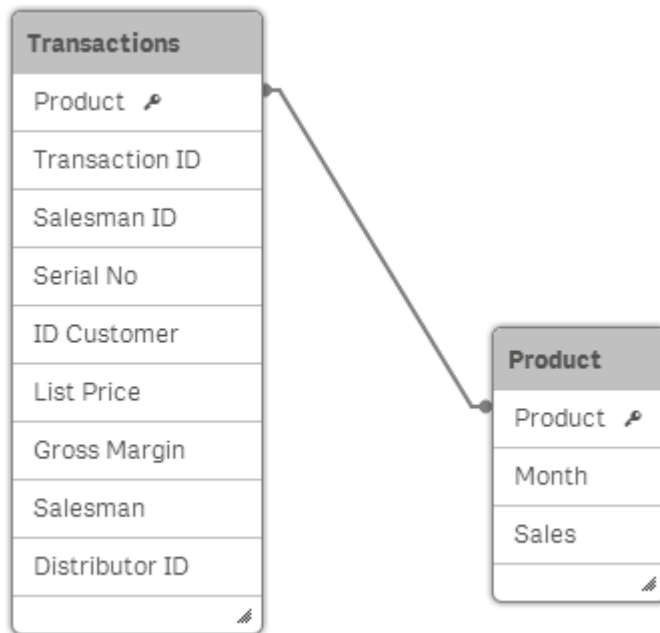 Transactions
Product
Transaction ID
Salesman ID
Serial No
ID Customer
List Price
Gross Margin
Salesman
Distributor ID
Product
Product
Month
Sales